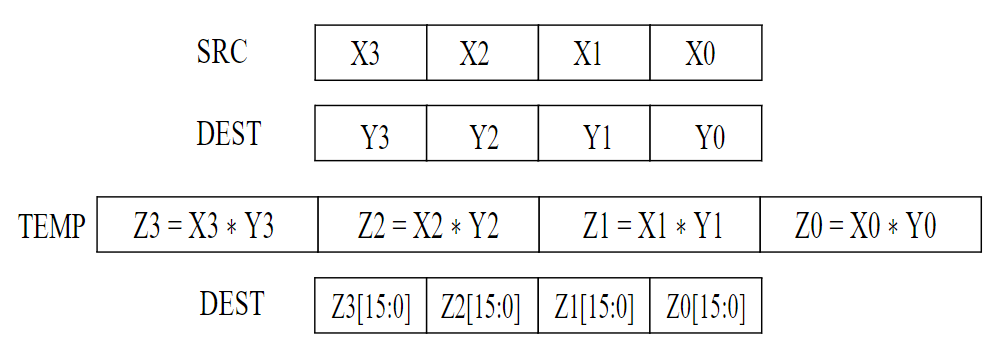 SRC X3 X2 X1 X0
DEST Y3 Y2 Y1 Y0
TEMP Z3 = X3 * Y3 Z2 = X2 * Y2 Z1 = X1 * Y1 Z0 = X0 * Y0
DEST Z3[15:0] Z2[15:0] Z1[15:0] Z0[15:0]